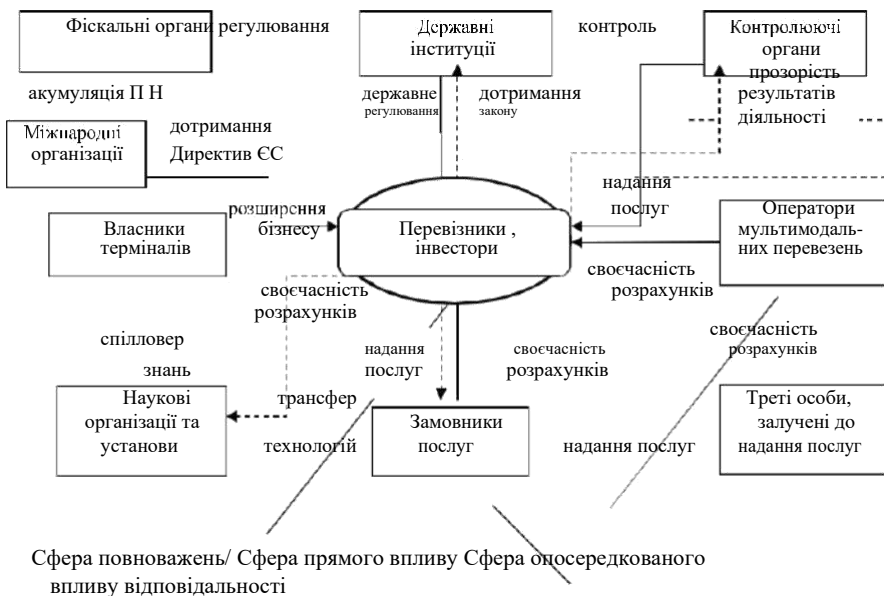 Фіскальні органи регулювання
Державні
інституції
контроль
Контролюючі
органи
прозорість
результатів
діяльності
акумуляція П Н
державне
регулювання
дотримання
закону
Міжнародні
організації
дотримання
Директив ЄС
надання
послуг
Власники
терміналів
розширення
бізнесу
Перевізники ,
інвестори
Оператори
мультимодаль-
них перевезень
своєчасність
розрахунків
своєчасність
розрахунків
своєчасність
розрахунків
спілловер
знань
надання
послуг
своєчасність
розрахунків
Наукові
організації та
установи
трансфер
технологій
Замовники
послуг
надання послуг
Треті особи,
залучені до
надання послуг
Сфера повноважень/ Сфера прямого впливу Сфера опосередкованого
впливу відповідальності